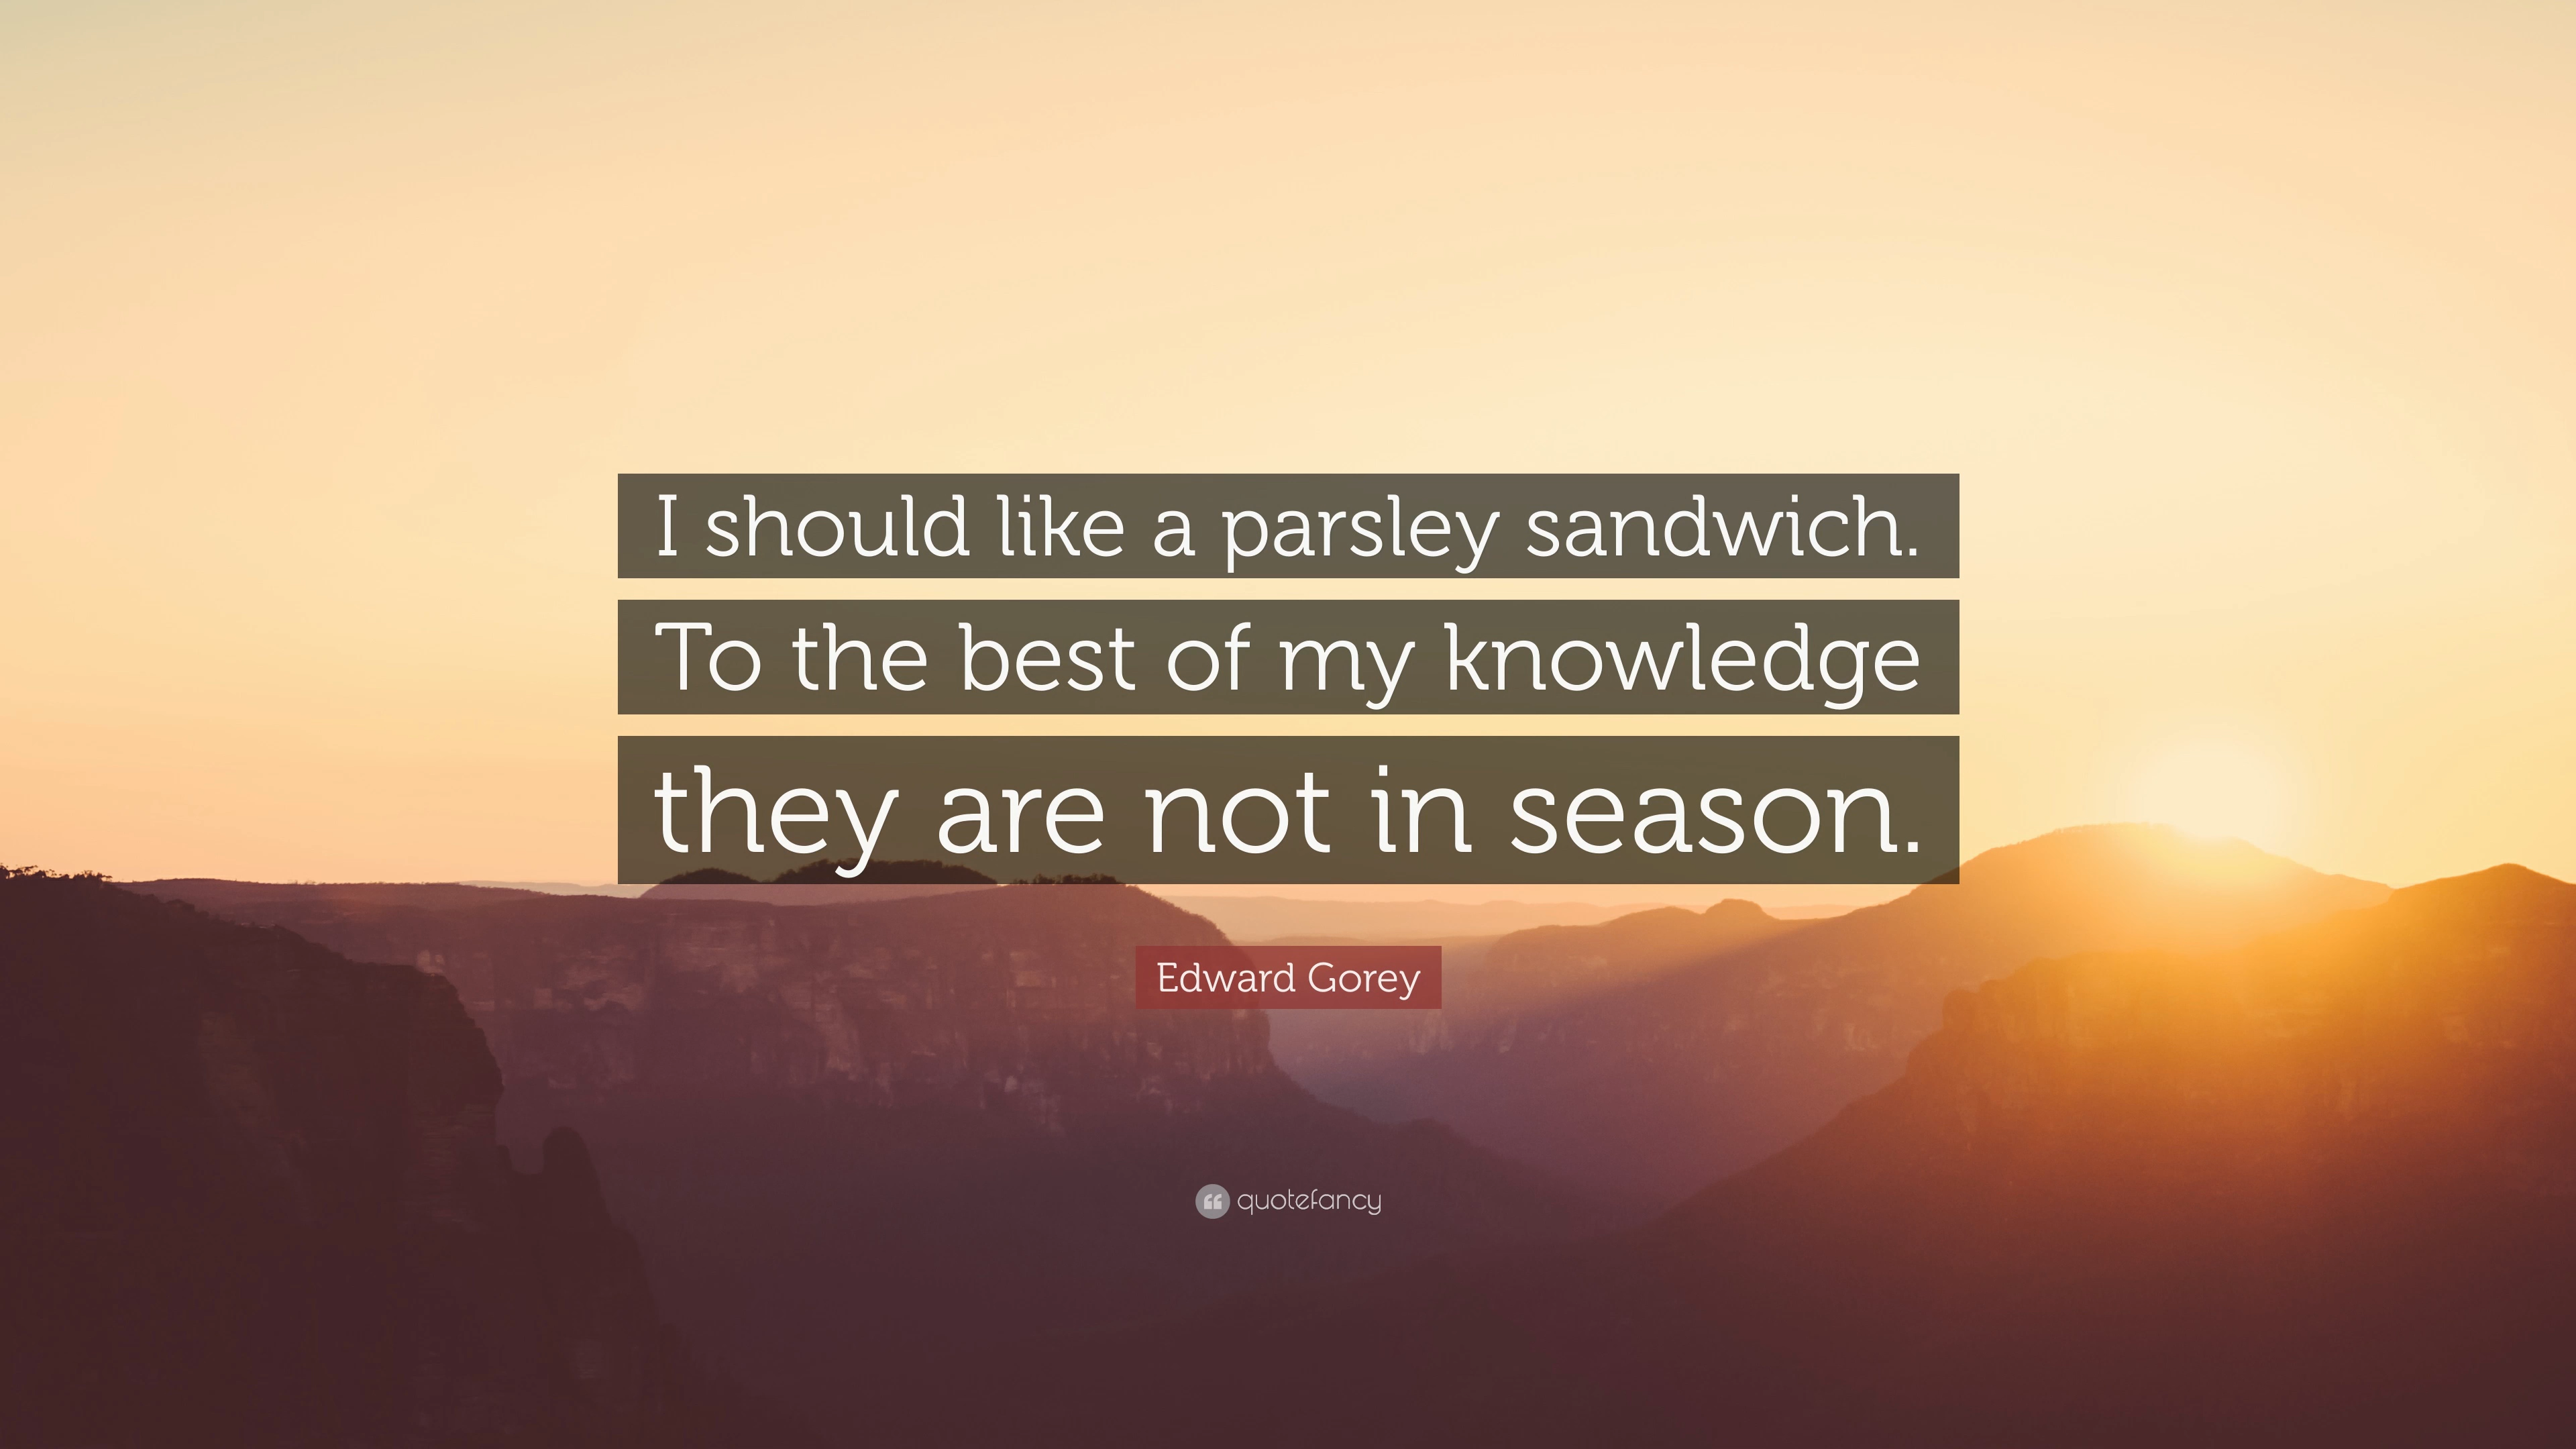 I should like a parsley sandwich.
To the best of my knowledge
they are not in season.
Edward Gorey
quotefancy